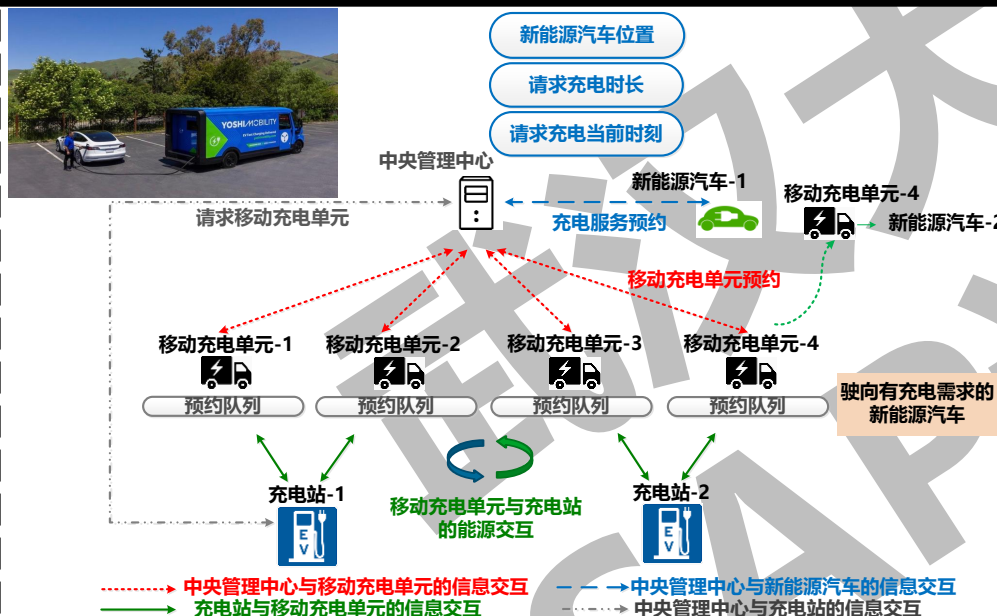 新能源汽车位置
请求充电时长
请求充电当前时刻
YOSHI MOBILITY
中央管理中心
新能源汽车-1
移动充电单元-4
请求移动充电单元
充电服务预约
新能源汽车-2
移动充电单元预约
移动充电单元-1
移动充电单元-2
移动充电单元-3
移动充电单元-4
预约队列
预约队列
预约队列
预约队列
驶向有充电需求的
新能源汽车
充电站-1
移动充电单元与充电站
的能源交互
充电站-2
EV
EV
中央管理中心与移动充电单元的信息交互
中央管理中心与新能源汽车的信息交互
充电站与移动充电单元的信息交互
中央管理中心与充电站的信息交互